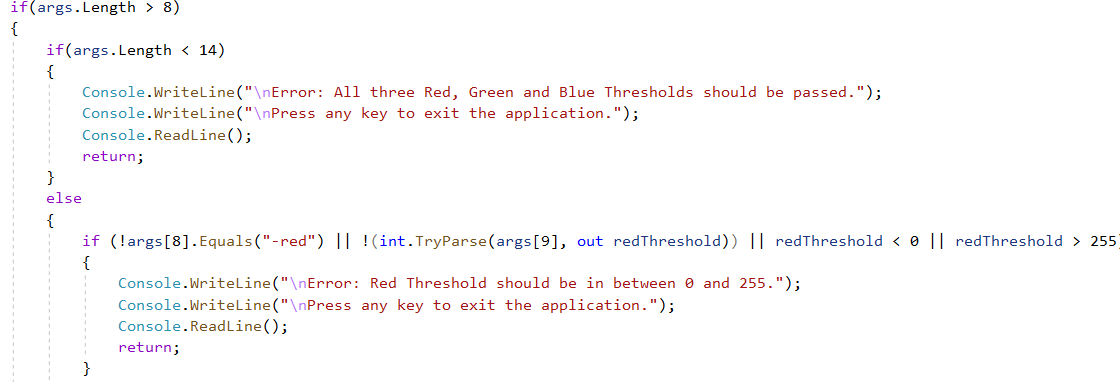 if(args.Length > 8)
{
    if(args.Length < 14)
    {
        Console.WriteLine("\nError: All three Red, Green and Blue Thresholds should be passed.");
        Console.WriteLine("\nPress any key to exit the application.");
        Console.ReadLine();
        return;
    }
    else
    {
        if (!args[8].Equals("-red") || !(int.TryParse(args[9], out redThreshold)) || redThreshold < 0 || redThreshold > 255)
        {
            Console.WriteLine("\nError: Red Threshold should be in between 0 and 255.");
            Console.WriteLine("\nPress any key to exit the application.");
            Console.ReadLine();
            return;
        }